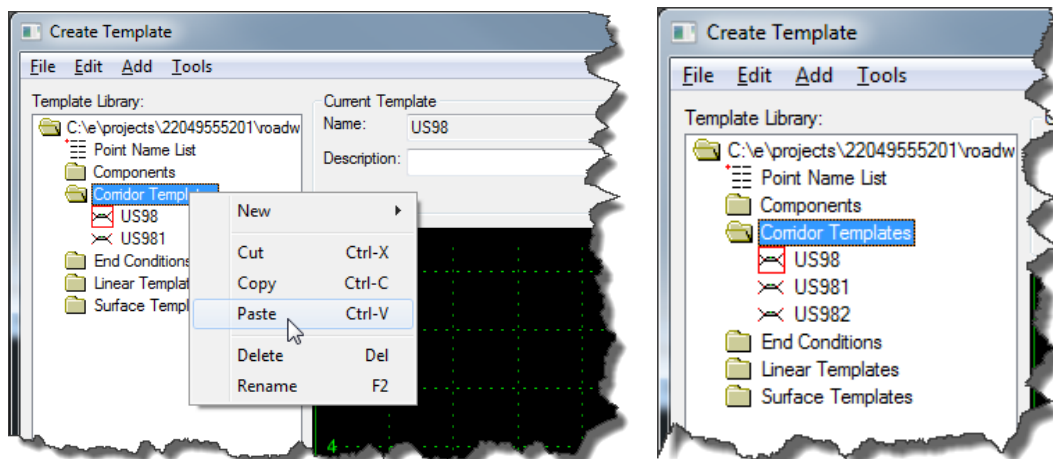 Create Template
File Edit Add Tools
Template Library:
C:\e\projects\22049555201\roadw
Point Name List
Components
Corridor Templates
US98
US981
End Conditions
Linear Templat
Surface Templ
Current Template
Name: US98
Description:
New
Cut Ctrl-X
Copy Ctrl-C
Paste Ctrl-V
Delete Del
Rename F2
4
Create Template
File Edit Add Tools
Template Library:
C:\e\projects\22049555201\roadw
Point Name List
Components
Corridor Templates
US98
US981
US982
End Conditions
Linear Templates
Surface Templates